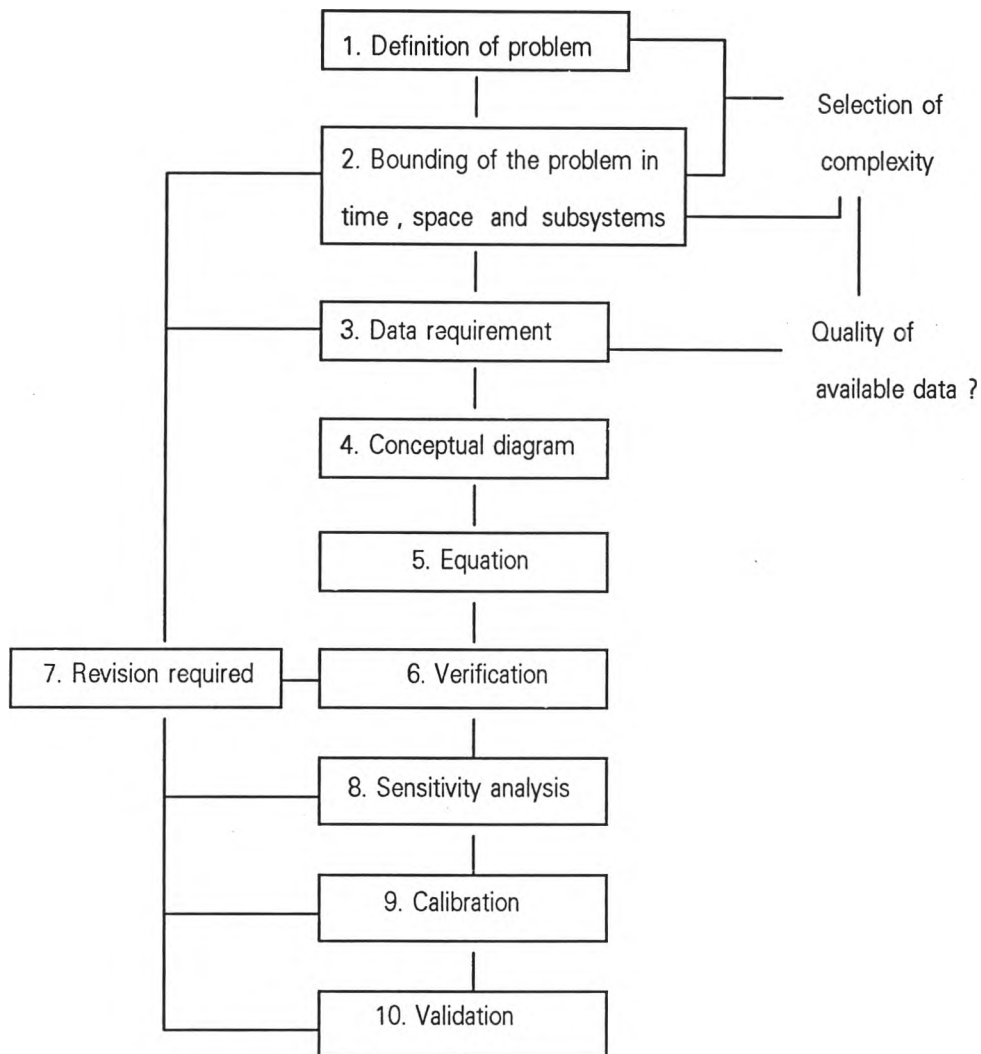 1. Definition of problem
Selection of
complexity
2. Bounding of the problem in
time , space and subsystems
3. Data requirement
Quality of
available data ?
4. Conceptual diagram
5. Equation
7. Revision required
6. Verification
8. Sensitivity analysis
9. Calibration
10. Validation